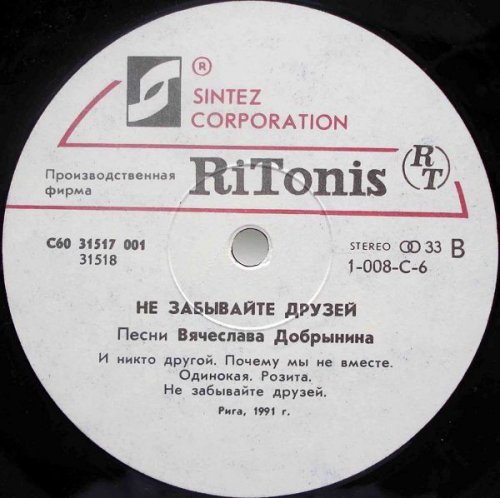 ®
SINTEZ
CORPORATION
Производственная
фирма
RiTonis
RT
С60 31517 001
31518
STEREO 33 B
1-008-С-6
НЕ ЗАБЫВАЙТЕ ДРУЗЕЙ
Песни Вячеслава Добрынина
И никто другой. Почему мы не вместе.
Одинокая. Розита.
Не забывайте друзей.
Рига, 1991 г.